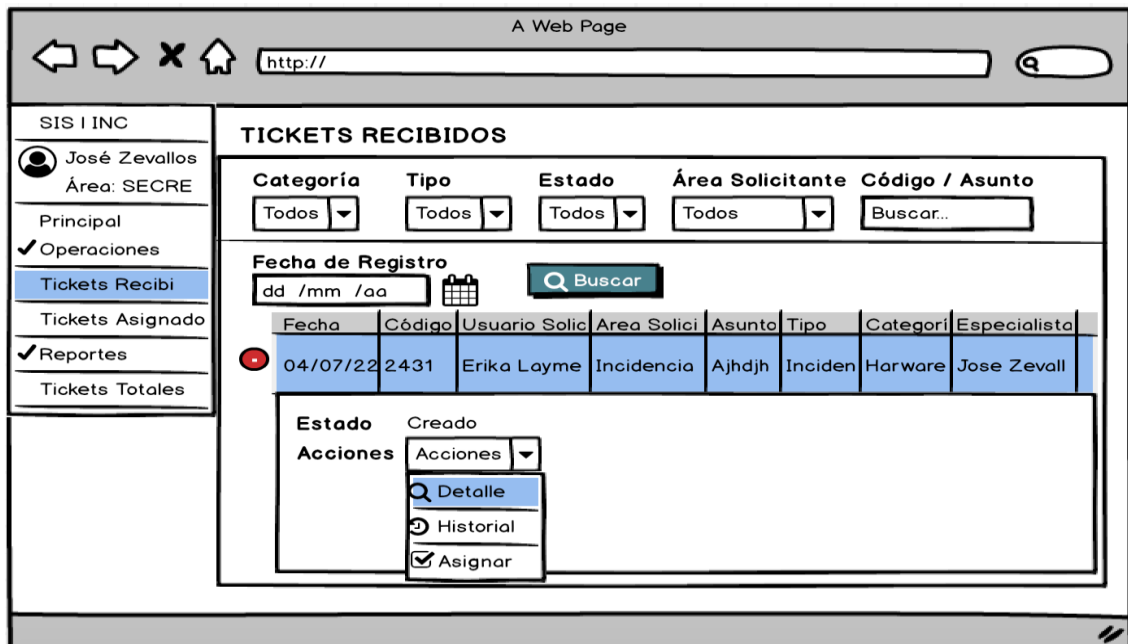 A Web Page
http://
SIS I INC
José Zevallos
Área: SECRE
Principal
Operaciones
Tickets Recibi
Tickets Asignado
Reportes
Tickets Totales
TICKETS RECIBIDOS
Categoría Tipo Estado Área Solicitante Código / Asunto
Todos Todos Todos Todos Buscar...
Fecha de Registro
dd /mm /aa Buscar
Fecha Código Usuario Solic Area Solici Asunto Tipo Categorí Especialista
04/07/22 2431 Erika Layme Incidencia Ajhdjh Inciden Harware Jose Zevall
Estado Creado
Acciones Acciones
Detalle
Historial
Asignar